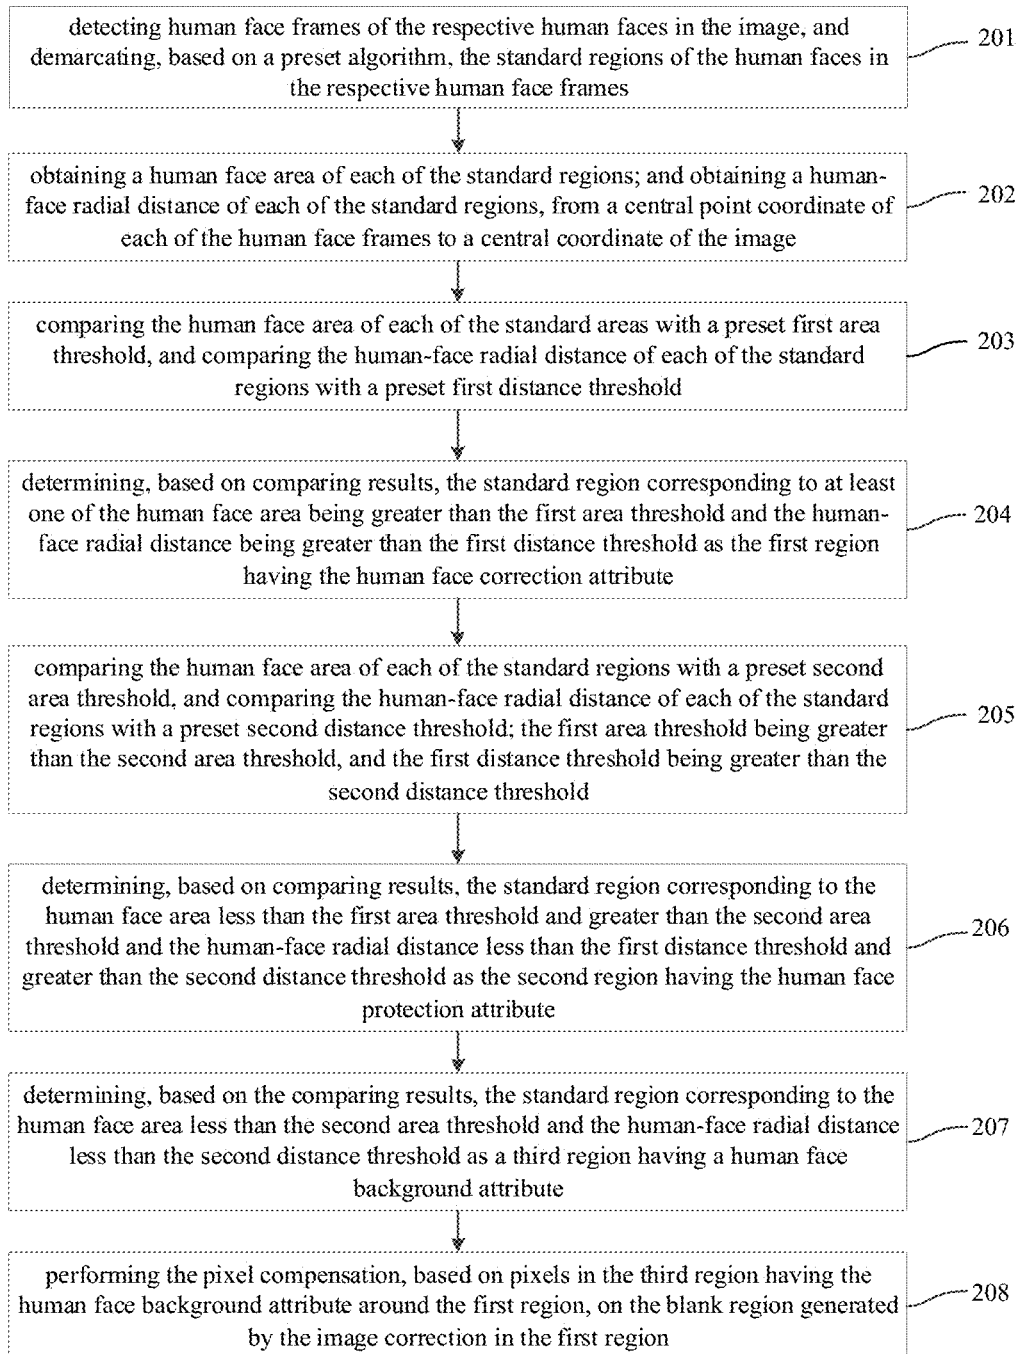 detecting human face frames of the respective human faces in the image, and
demarcating, based on a preset algorithm, the standard regions of the human faces in
the respective human face frames
201
obtaining a human face area of each of the standard regions; and obtaining a human-
face radial distance of each of the standard regions, from a central point coordinate of
each of the human face frames to a central coordinate of the image
202
comparing the human face area of each of the standard areas with a preset first area
threshold, and comparing the human-face radial distance of each of the standard
regions with a preset first distance threshold
203
determining, based on comparing results, the standard region corresponding to at least
one of the human face area being greater than the first area threshold and the human-
face radial distance being greater than the first distance threshold as the first region
having the human face correction attribute
204
comparing the human face area of each of the standard regions with a preset second
area threshold, and comparing the human-face radial distance of each of the standard
regions with a preset second distance threshold; the first area threshold being greater
than the second area threshold, and the first distance threshold being greater than the
second distance threshold
205
determining, based on comparing results, the standard region corresponding to the
human face area less than the first area threshold and greater than the second area
threshold and the human-face radial distance less than the first distance threshold and
greater than the second distance threshold as the second region having the human face
protection attribute
206
determining, based on the comparing results, the standard region corresponding to the
human face area less than the second area threshold and the human-face radial distance
less than the second distance threshold as a third region having a human face
background attribute
207
performing the pixel compensation, based on pixels in the third region having the
human face background attribute around the first region, on the blank region generated
by the image correction in the first region
208